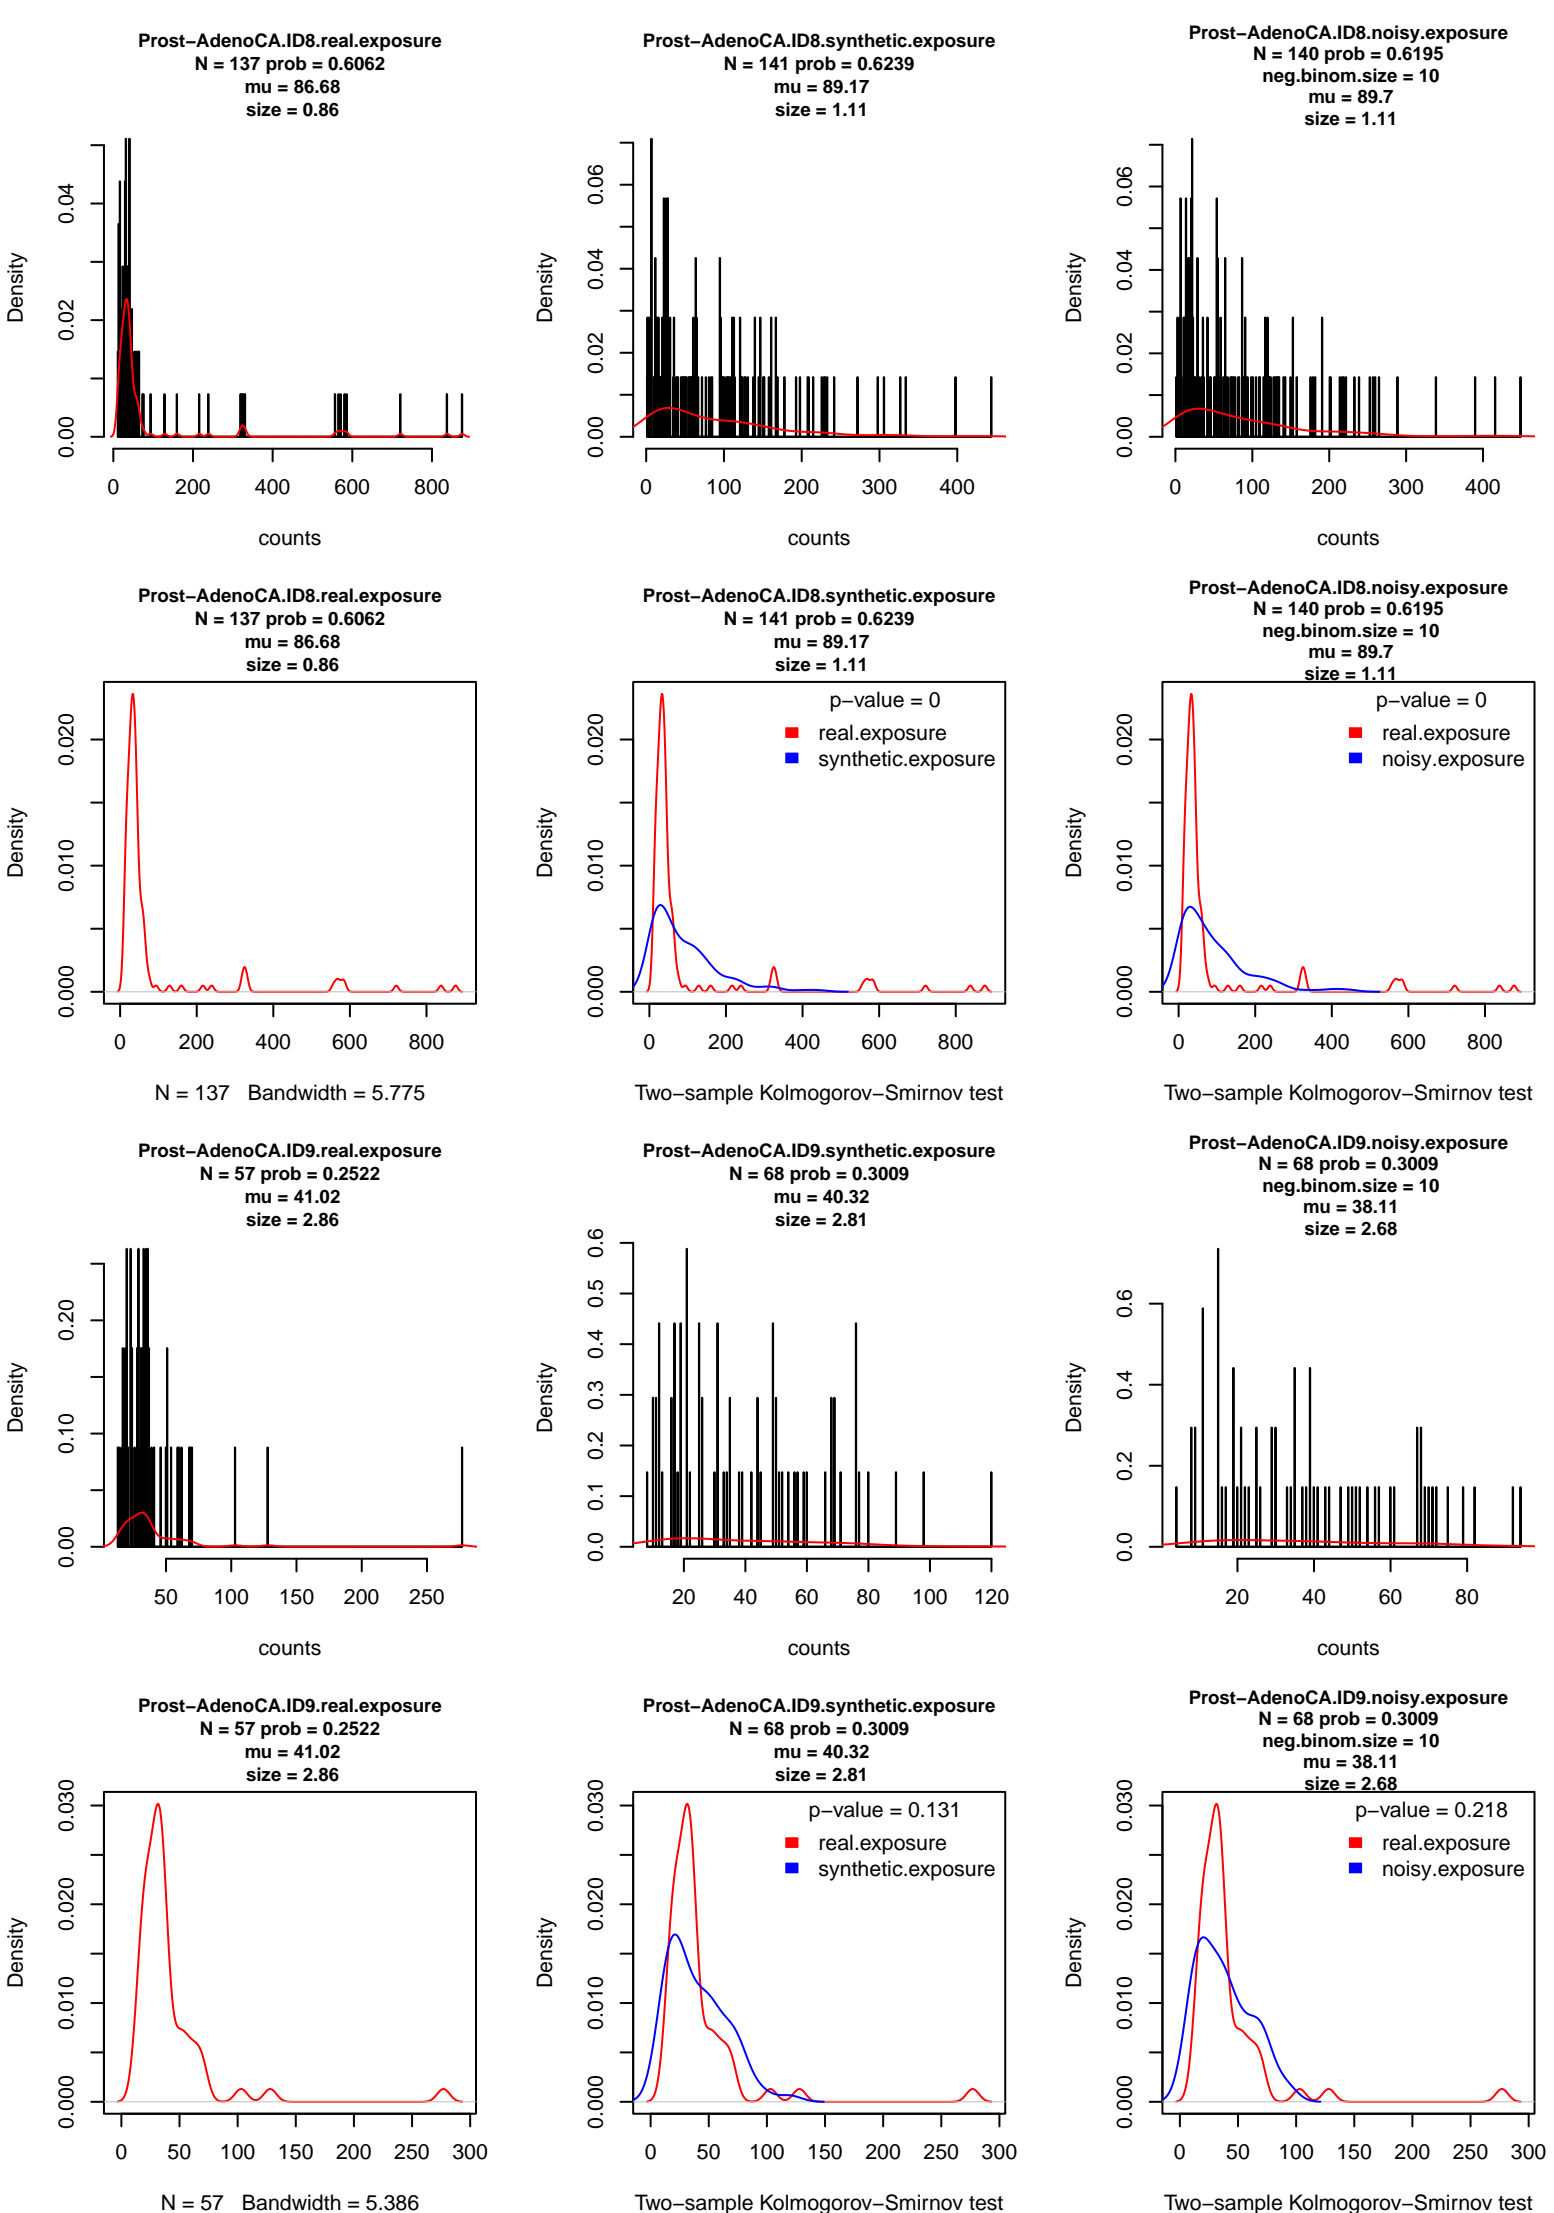 Prost−AdenoCA.ID8.real.exposure
N = 137 prob = 0.6062
mu = 86.68
size = 0.86
Density
0.00 0.02 0.04
0 200 400 600 800
counts
Prost−AdenoCA.ID8.synthetic.exposure
N = 141 prob = 0.6239
mu = 89.17
size = 1.11
Density
0.00 0.02 0.04 0.06
0 100 200 300 400
counts
Prost−AdenoCA.ID8.noisy.exposure
N = 140 prob = 0.6195
neg.binom.size = 10
mu = 89.7
size = 1.11
Density
0.00 0.02 0.04 0.06
0 100 200 300 400
counts
Prost−AdenoCA.ID8.real.exposure
N = 137 prob = 0.6062
mu = 86.68
size = 0.86
Density
0.000 0.010 0.020
0 200 400 600 800
N = 137 Bandwidth = 5.775
Prost−AdenoCA.ID8.synthetic.exposure
N = 141 prob = 0.6239
mu = 89.17
size = 1.11
p−value = 0
real.exposure
synthetic.exposure
Density
0.000 0.010 0.020
0 200 400 600 800
Two−sample Kolmogorov−Smirnov test
Prost−AdenoCA.ID8.noisy.exposure
N = 140 prob = 0.6195
neg.binom.size = 10
mu = 89.7
size = 1.11
p−value = 0
real.exposure
noisy.exposure
Density
0.000 0.010 0.020
0 200 400 600 800
Two−sample Kolmogorov−Smirnov test
Prost−AdenoCA.ID9.real.exposure
N = 57 prob = 0.2522
mu = 41.02
size = 2.86
Density
0.00 0.10 0.20
50 100 150 200 250
counts
Prost−AdenoCA.ID9.synthetic.exposure
N = 68 prob = 0.3009
mu = 40.32
size = 2.81
Density
0.0 0.1 0.2 0.3 0.4 0.5 0.6
20 40 60 80 100 120
counts
Prost−AdenoCA.ID9.noisy.exposure
N = 68 prob = 0.3009
neg.binom.size = 10
mu = 38.11
size = 2.68
Density
0.0 0.2 0.4 0.6
20 40 60 80
counts
Prost−AdenoCA.ID9.real.exposure
N = 57 prob = 0.2522
mu = 41.02
size = 2.86
Density
0.000 0.010 0.020 0.030
0 50 100 150 200 250 300
N = 57 Bandwidth = 5.386
Prost−AdenoCA.ID9.synthetic.exposure
N = 68 prob = 0.3009
mu = 40.32
size = 2.81
p−value = 0.131
real.exposure
synthetic.exposure
Density
0.000 0.010 0.020 0.030
0 50 100 150 200 250 300
Two−sample Kolmogorov−Smirnov test
Prost−AdenoCA.ID9.noisy.exposure
N = 68 prob = 0.3009
neg.binom.size = 10
mu = 38.11
size = 2.68
p−value = 0.218
real.exposure
noisy.exposure
Density
0.000 0.010 0.020 0.030
0 50 100 150 200 250 300
Two−sample Kolmogorov−Smirnov test